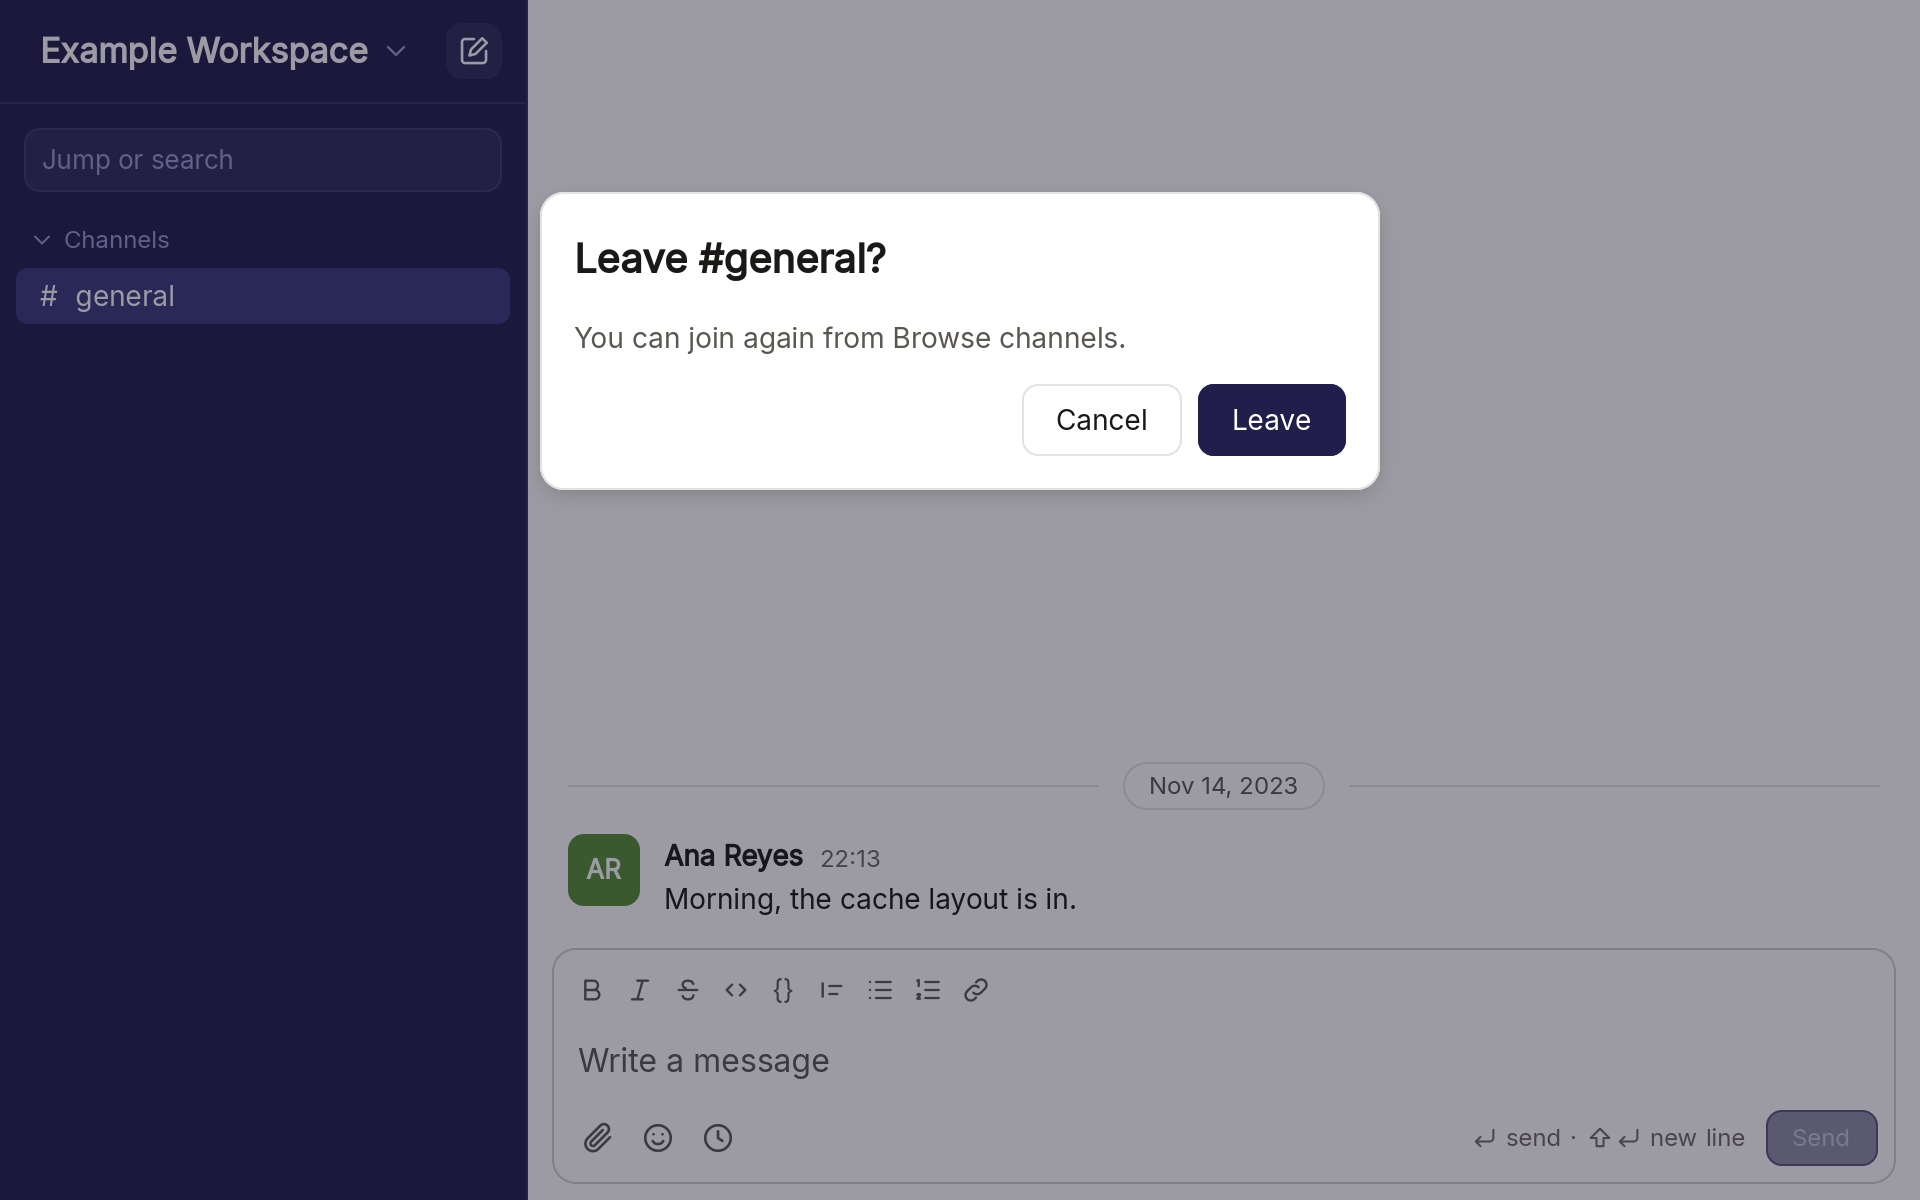 Example Workspace
Jump or search
Channels
# general
Leave #general?
You can join again from Browse channels.
Cancel
Leave
Nov 14, 2023
AR
Ana Reyes 22:13
Morning, the cache layout is in.
Write a message
send · new line
Send